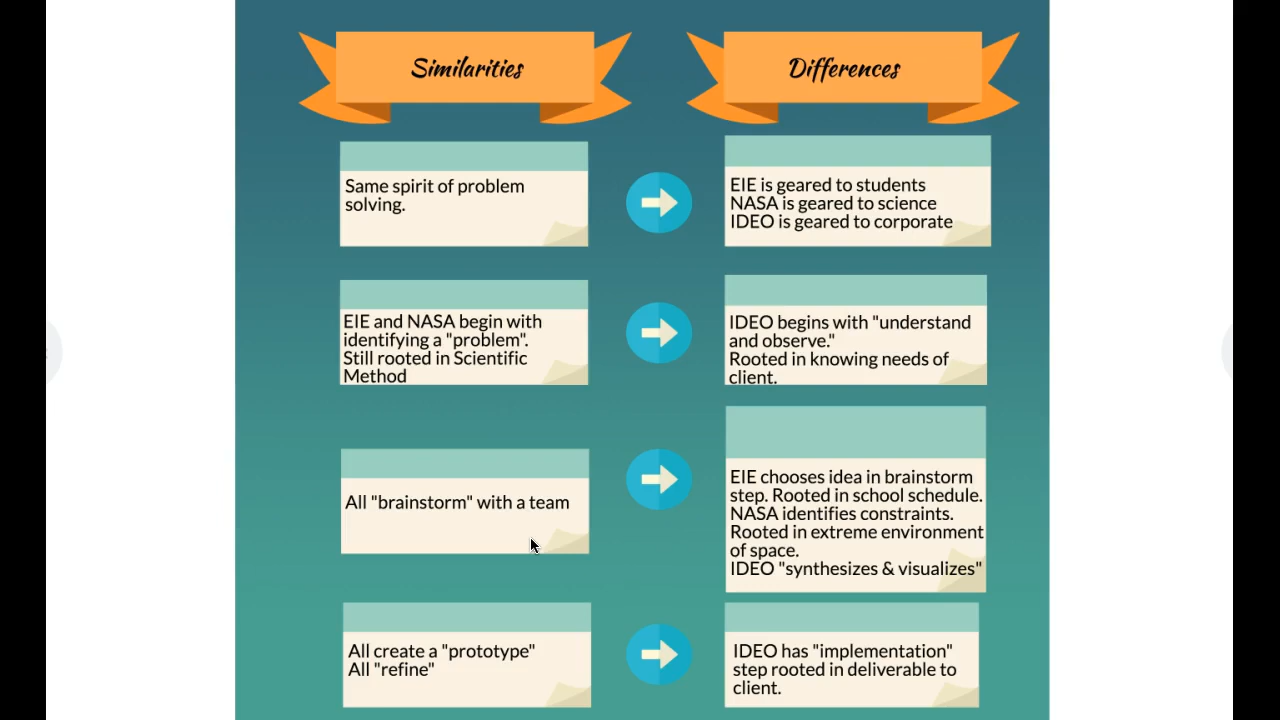 Similarities
Differences
Same spirit of problem
solving.
EIE is geared to students
NASA is geared to science
IDEO is geared to corporate
EIE and NASA begin with
identifying a "problem".
Still rooted in Scientific
Method
IDEO begins with "understand
and observe."
Rooted in knowing needs of
client.
All "brainstorm" with a team
EIE chooses idea in brainstorm
step. Rooted in school schedule.
NASA identifies constraints.
Rooted in extreme environment
of space.
IDEO "synthesizes & visualizes"
All create a "prototype"
All "refine"
IDEO has "implementation"
step rooted in deliverable to
client.